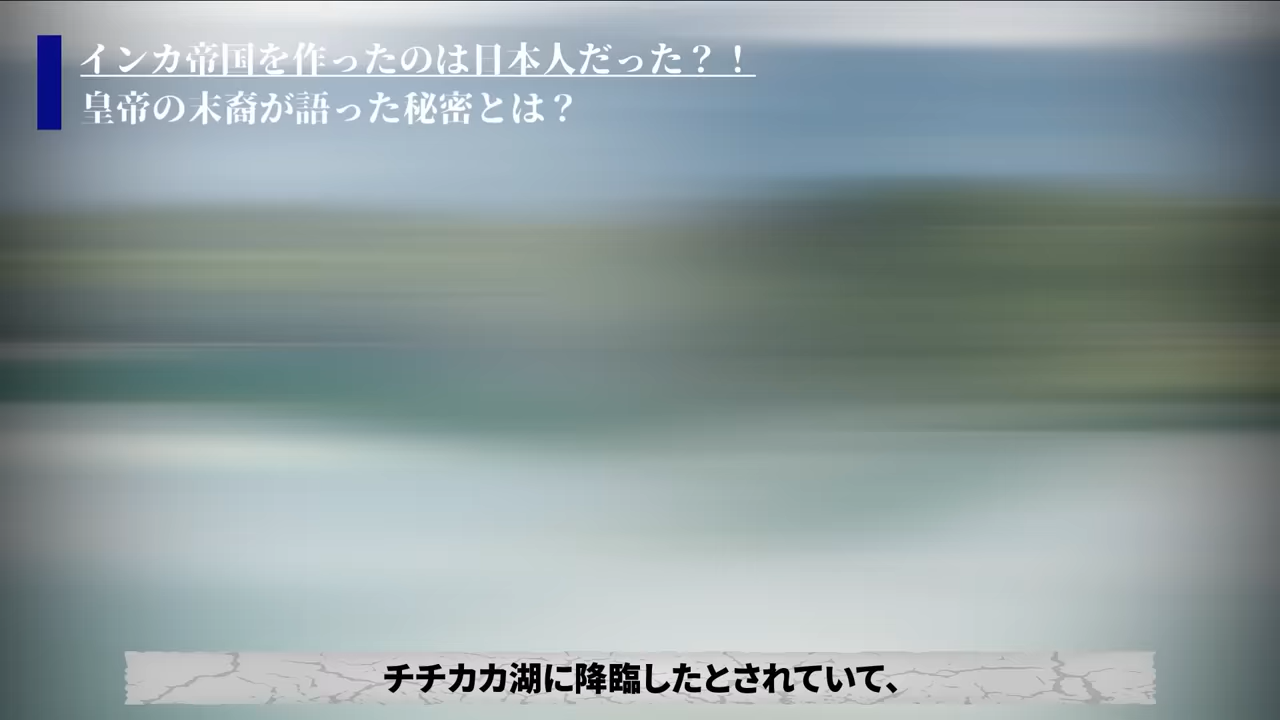 インカ帝国を作ったのは日本人だった？！
皇帝の末裔が語った秘密とは？
チチカカ湖に降臨したとされていて、